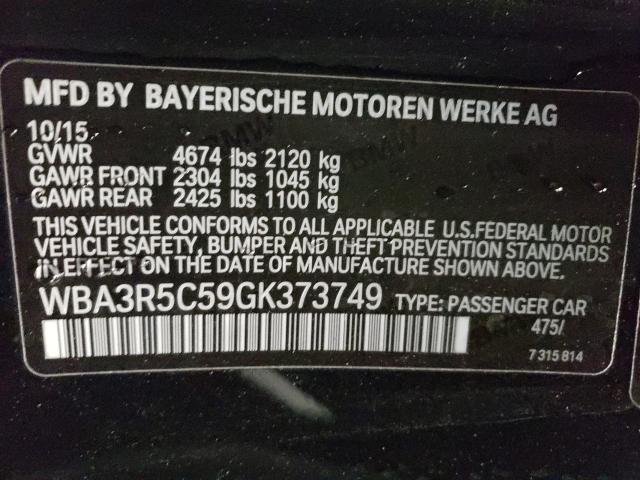 MFD BY BAYERISCHE MOTOREN WERKE AG
10/15
GVWR 4674 lbs 2120 kg
GAWR FRONT 2304 lbs 1045 kg
GAWR REAR 2425 lbs 1100 kg
THIS VEHICLE CONFORMS TO ALL APPLICABLE U.S.FEDERAL MOTOR
VEHICLE SAFETY, BUMPER AND THEFT PREVENTION STANDARDS
IN EFFECT ON THE DATE OF MANUFACTURE SHOWN ABOVE.
WBA3R5C59GK373749 TYPE: PASSENGER CAR
475/
7 315 814